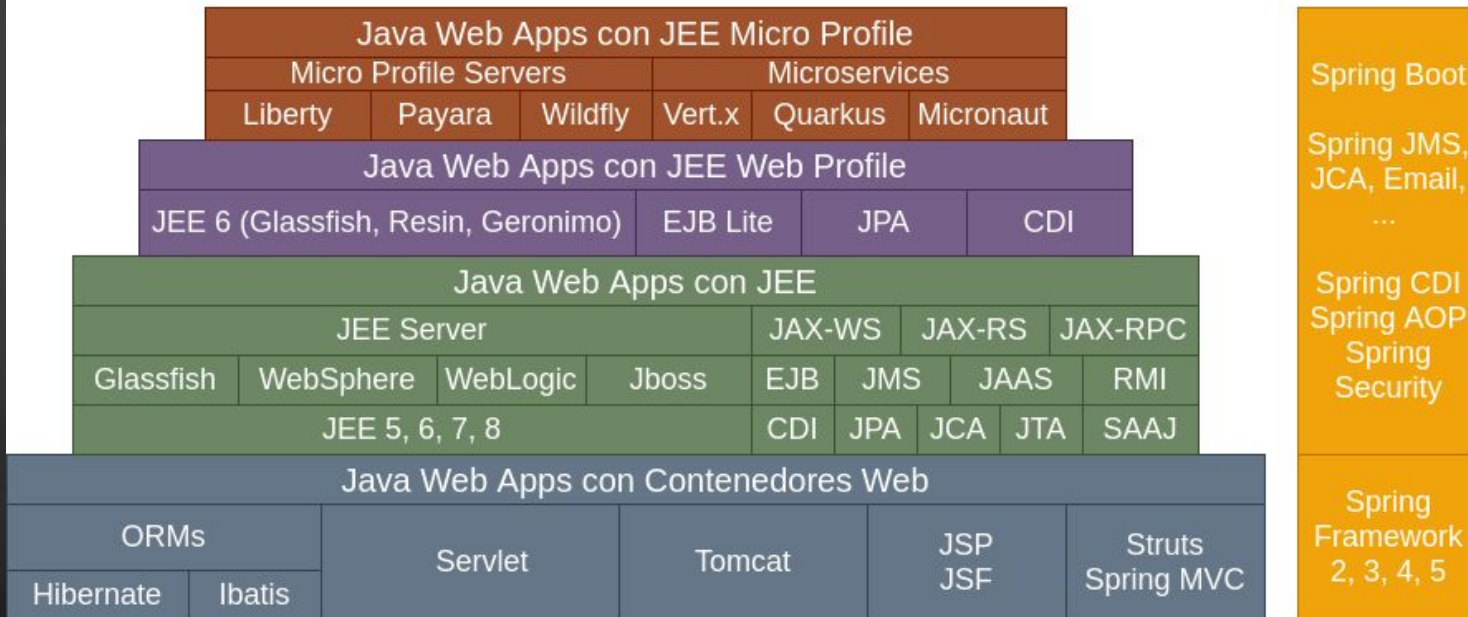 Java Web Apps con JEE Micro Profile
Micro Profile Servers
Microservices
Liberty
Payara
Wildfly
Vert.x
Quarkus
Micronaut
Java Web Apps con JEE Web Profile
JEE 6 (Glassfish, Resin, Geronimo)
EJB Lite
JPA
CDI
Java Web Apps con JEE
JEE Server
JAX-WS
JAX-RS
JAX-RPC
Glassfish
WebSphere
WebLogic
Jboss
EJB
JMS
JAAS
RMI
JEE 5, 6, 7, 8
CDI
JPA
JCA
JTA
SAAJ
Java Web Apps con Contenedores Web
ORMs
Hibernate
Ibatis
Servlet
Tomcat
JSP
JSF
Struts
Spring MVC
Spring Boot
Spring JMS,
JCA, Email,
...
Spring CDI
Spring AOP
Spring
Security
Spring
Framework
2, 3, 4, 5